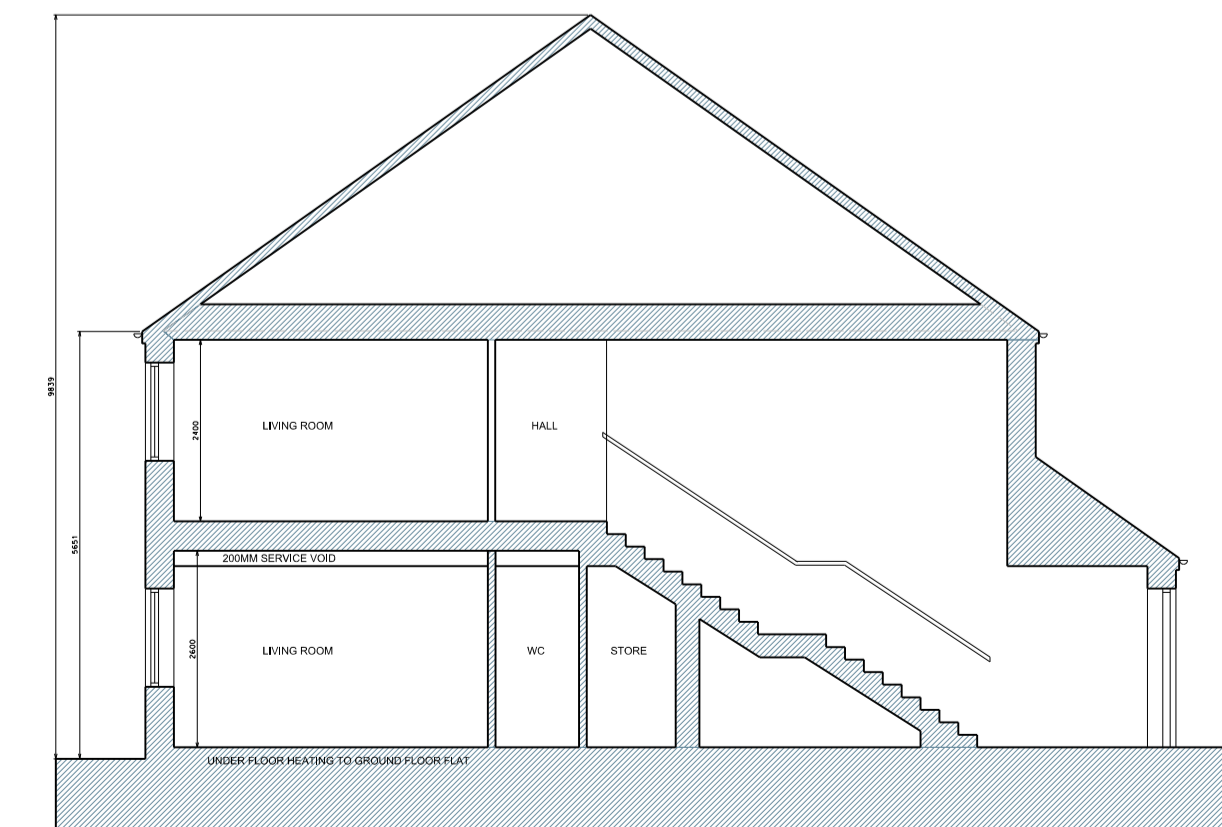 9839
5651
2400
LIVING ROOM
HALL
200MM SERVICE VOID
2600
LIVING ROOM
WC
STORE
UNDER FLOOR HEATING TO GROUND FLOOR FLAT